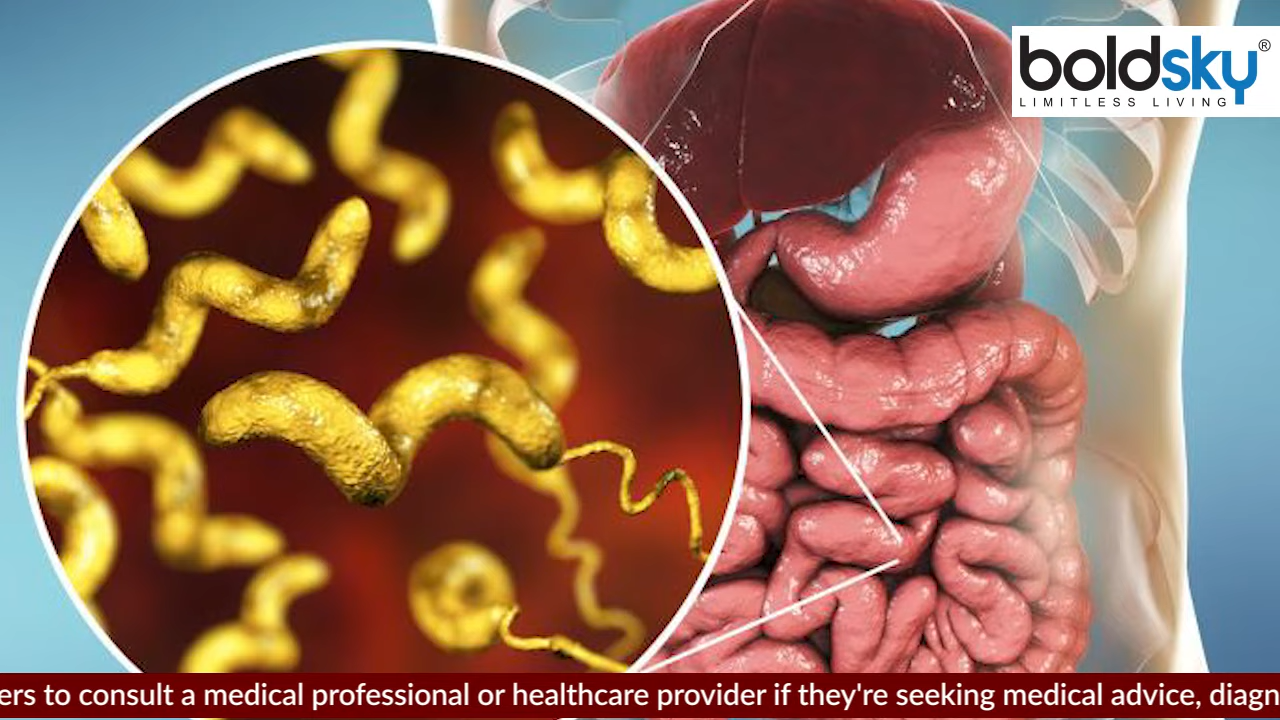 boldsky®
LIMITLESS LIVING
ers to consult a medical professional or healthcare provider if they're seeking medical advice, diagn